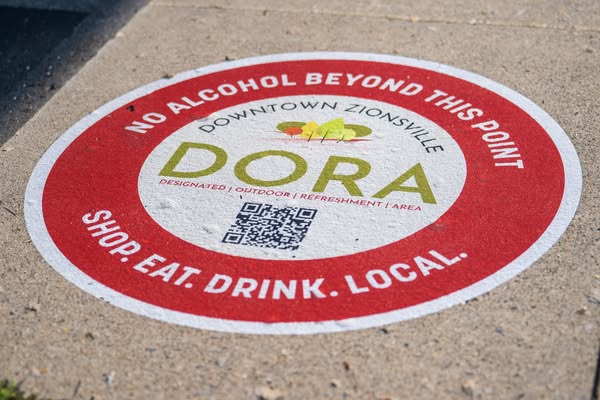 NO ALCOHOL BEYOND THIS POINT
DOWNTOWN ZIONSVILLE
DORA
DESIGNATED | OUTDOOR | REFRESHMENT | AREA
SHOP. EAT. DRINK. LOCAL.